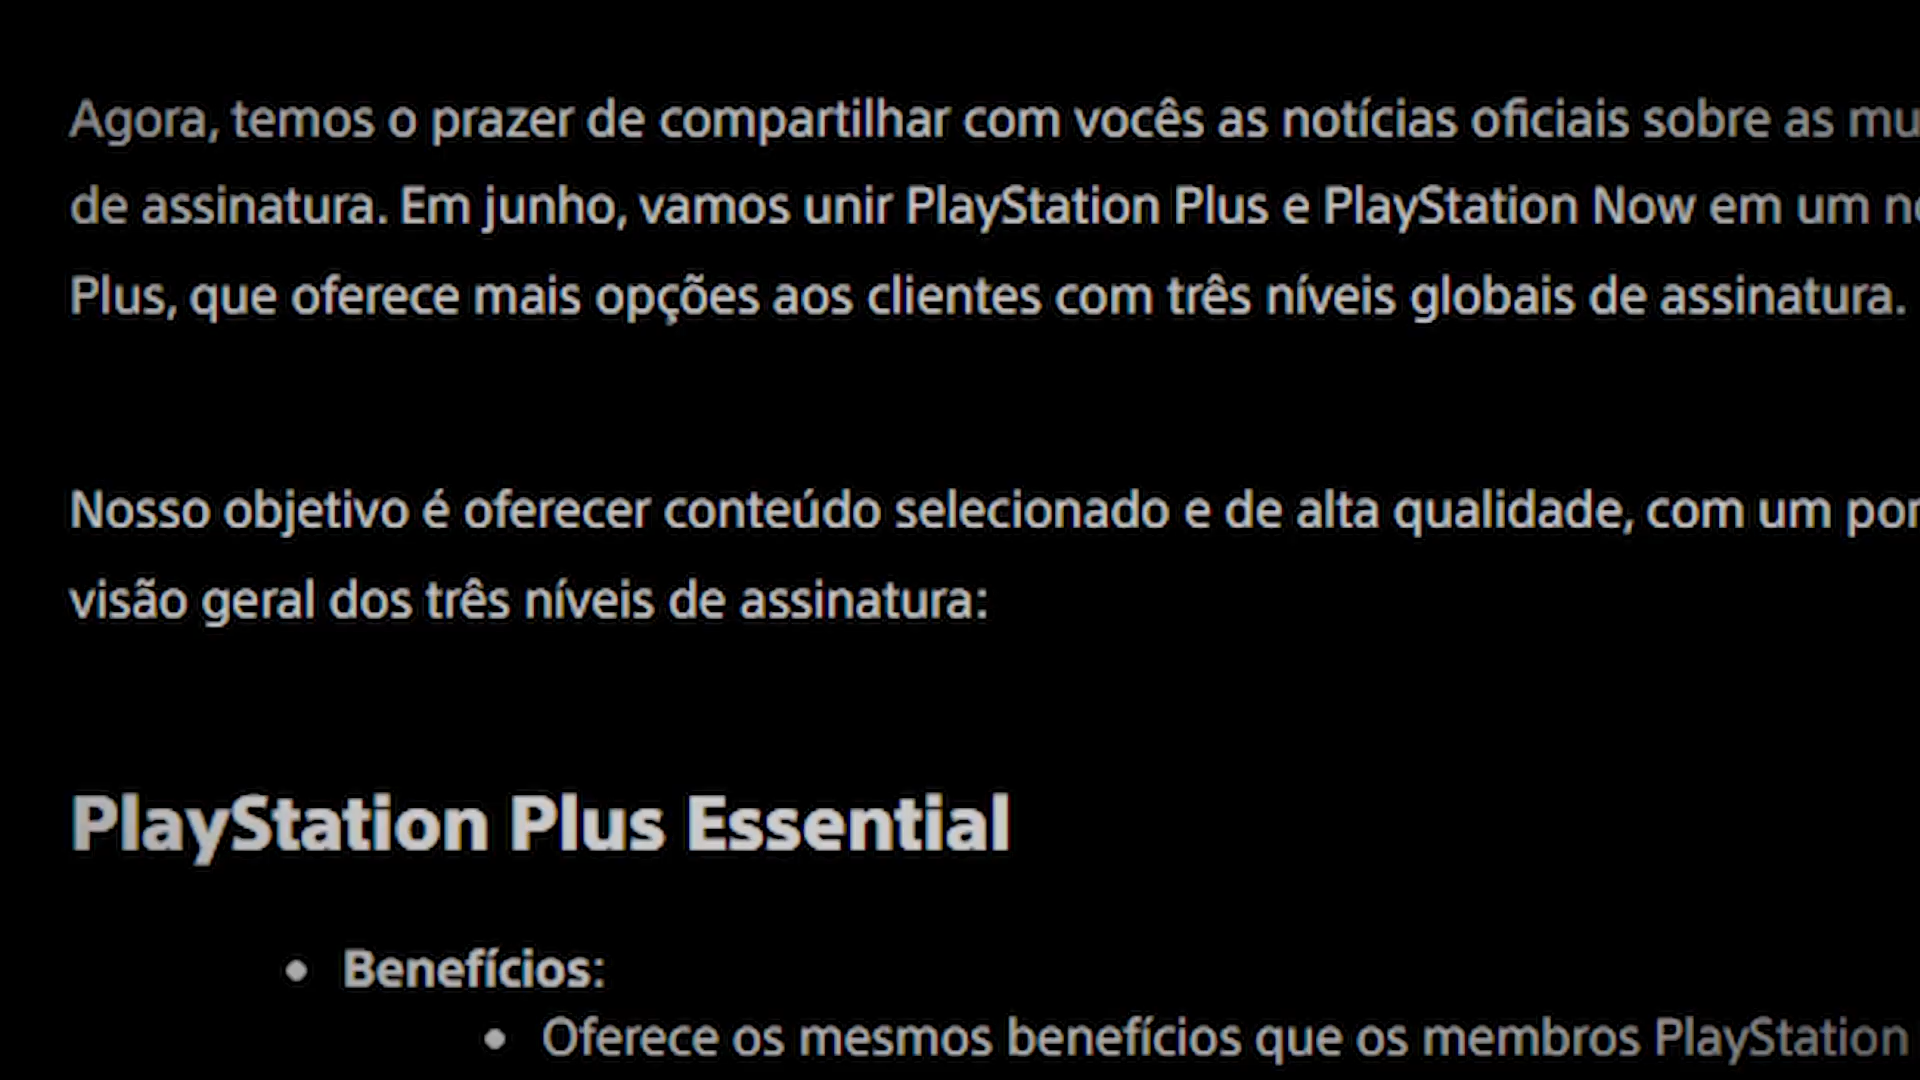 Agora, temos o prazer de compartilhar com vocês as notícias oficiais sobre as
de assinatura. Em junho, vamos unir PlayStation Plus e PlayStation Now em um
Plus, que oferece mais opções aos clientes com três níveis globais de assinatura.
Nosso objetivo é oferecer conteúdo selecionado e de alta qualidade, com um
visão geral dos três níveis de assinatura:
PlayStation Plus Essential
• Benefícios:
• Oferece os mesmos benefícios que os membros PlayStation